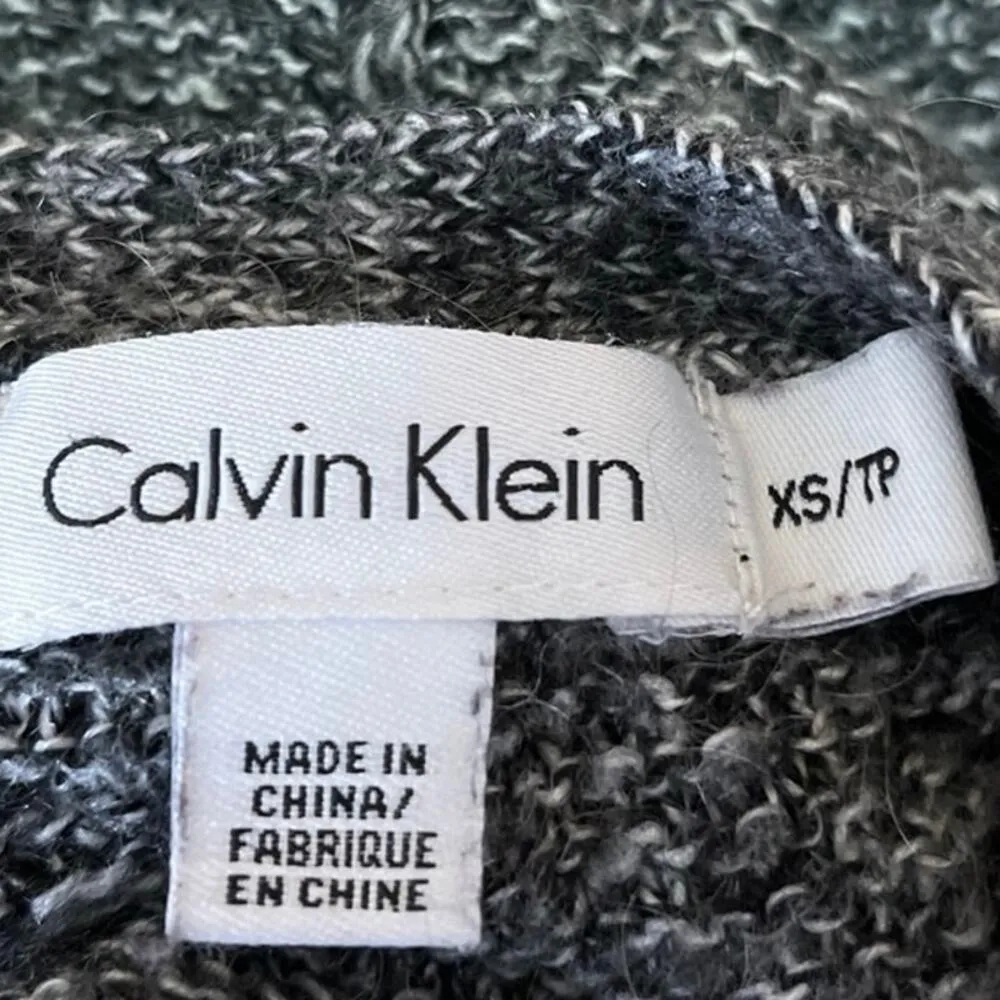 Calvin Klein
XS/TP
MADE IN
CHINA/
FABRIQUE
EN CHINE